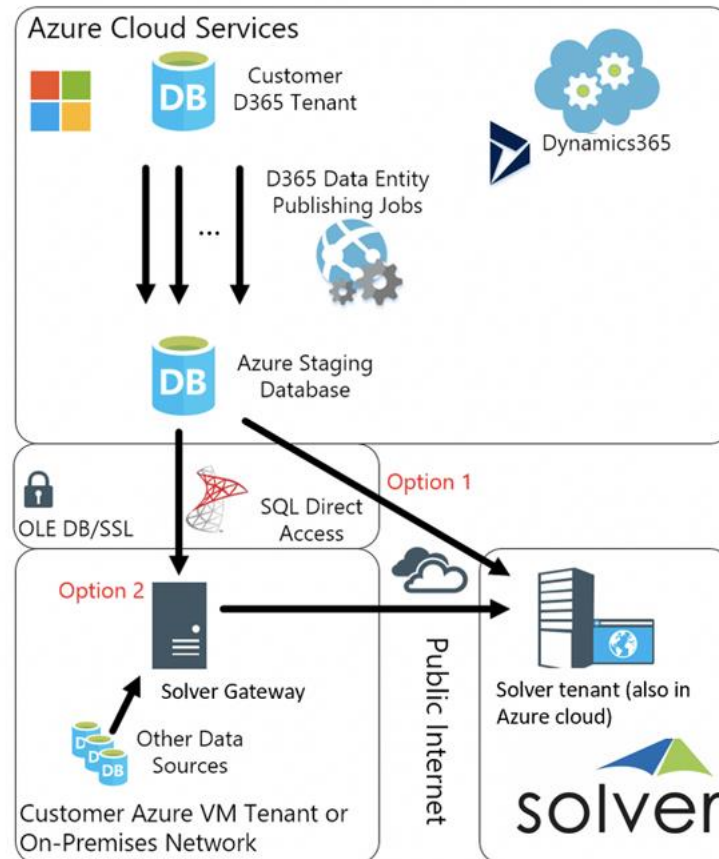 Azure Cloud Services
DB
Customer
D365 Tenant
Dynamics365
D365 Data Entity
Publishing Jobs
...
DB
Azure Staging
Database
OLE DB/SSL
SQL Direct
Access
Option 1
Option 2
Solver Gateway
Public Internet
Solver tenant (also in
Azure cloud)
D
D
DB
Other Data
Sources
Customer Azure VM Tenant or
On-Premises Network
solver